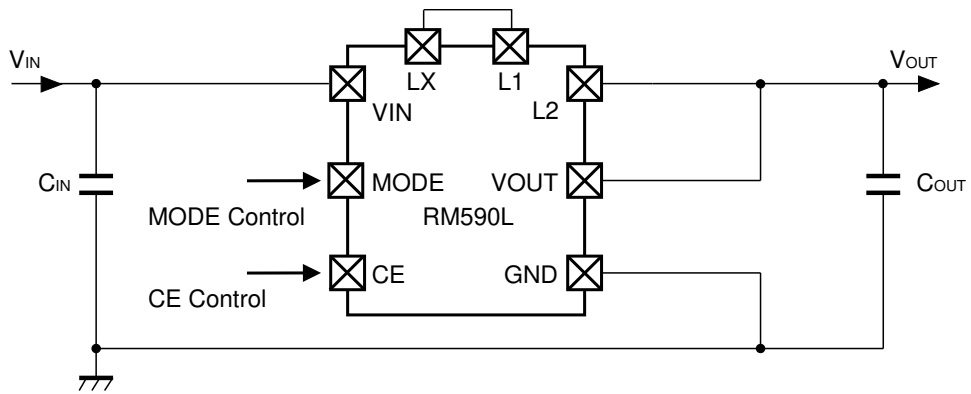 VIN
LX
L1
VOUT
VIN
L2
CIN
MODE
VOUT
COUT
MODE Control
RM590L
CE
GND
CE Control